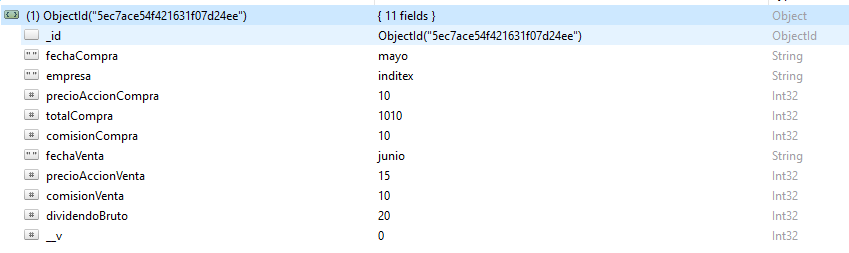 (1) ObjectId("5ec7ace54f421631f07d24ee") { 11 fields } Object
_id ObjectId("5ec7ace54f421631f07d24ee") ObjectId
" " fechaCompra mayo String
" " empresa inditex String
# precioAccionCompra 10 Int32
# totalCompra 1010 Int32
# comisionCompra 10 Int32
" " fechaVenta junio String
# precioAccionVenta 15 Int32
# comisionVenta 10 Int32
# dividendoBruto 20 Int32
# __v 0 Int32